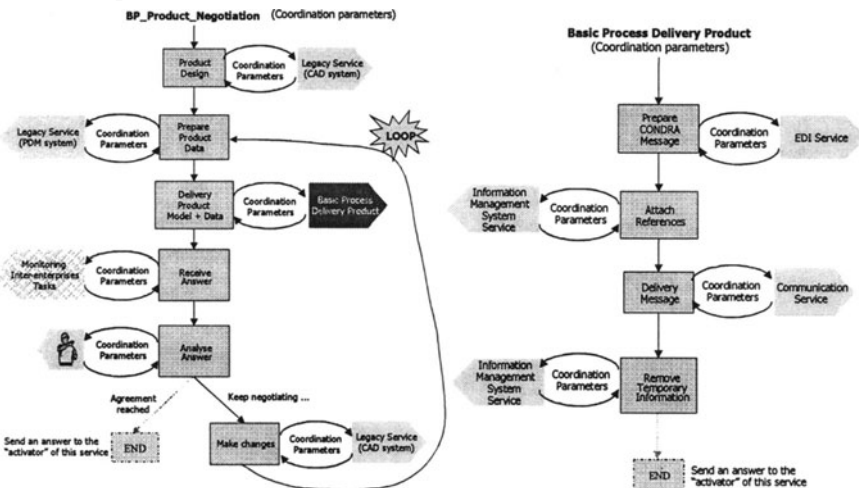 BP_Product_Negotiation (Coordination parameters)
Product
Design
Coordination
Parameters
Legacy Service
(CAD system)
LOOP
Legacy Service
(PDM system)
Coordination
Parameters
Prepare
Product
Data
Delivery
Product
Model + Data
Coordination
Parameters
Basic Process
Delivery Product
Monitoring
Inter-enterprises
Tasks
Coordination
Parameters
Receive
Answer
Coordination
Parameters
Analyse
Answer
Agreement
reached
Keep negotiating ...
Send an answer to the
"activator" of this service
END
Make changes
Coordination
Parameters
Legacy Service
(CAD system)
Basic Process Delivery Product
(Coordination parameters)
Prepare
CONDRA
Message
Coordination
Parameters
EDI Service
Information
Management
System
Service
Coordination
Parameters
Attach
References
Delivery
Message
Coordination
Parameters
Communication
Service
Information
Management
System
Service
Coordination
Parameters
Remove
Temporary
Information
END
Send an answer to the
"activator" of this service